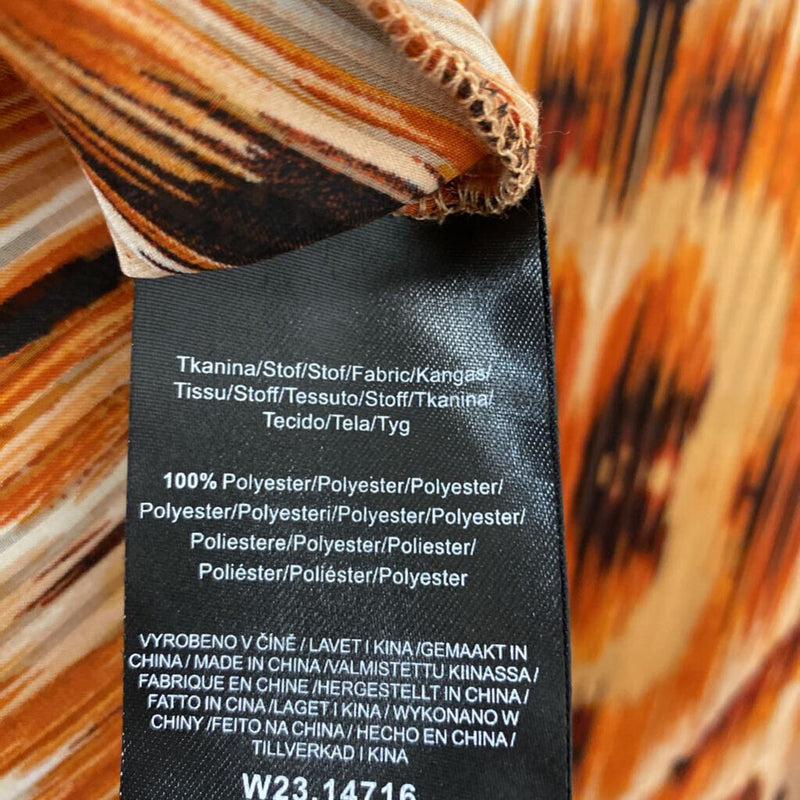 Tkanina/Stof/Stof/Fabric/Kangas/
Tissu/Stoff/Tessuto/Stoff/Tkanina/
Tecido/Tela/Tyg
100% Polyester/Polyester/Polyester/
Polyester/Polyesteri/Polyester/Polyester/
Poliestere/Polyester/Poliester/
Poliéster/Poliéster/Polyester
VYROBENO V ČÍNĚ / LAVET I KINA /GEMAAKT IN
CHINA / MADE IN CHINA /VALMISTETTU KIINASSA /
FABRIQUE EN CHINE /HERGESTELLT IN CHINA /
FATTO IN CINA /LAGET I KINA / WYKONANO W
CHINY /FEITO NA CHINA / HECHO EN CHINA /
TILLVERKAD I KINA
W23.14716